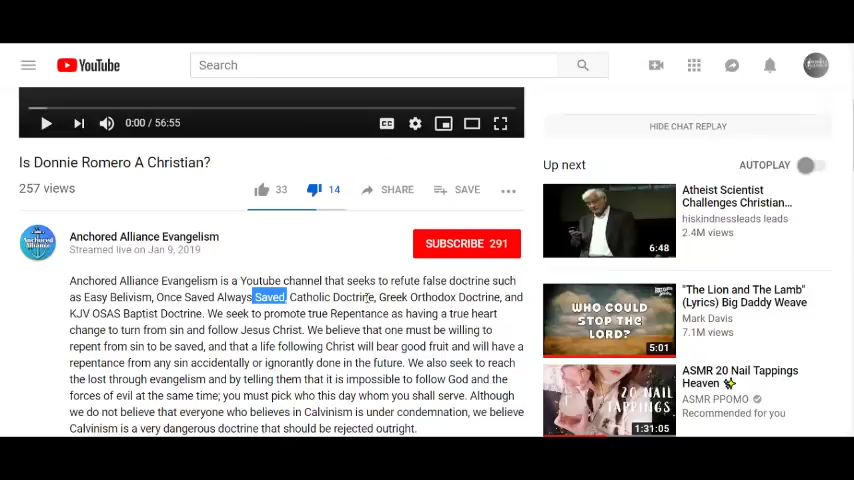 YouTube
Search
0:00 / 56:55
CC
HIDE CHAT REPLAY
Is Donnie Romero A Christian?
257 views
33
14
SHARE
SAVE
Up next
AUTOPLAY
Anchored Alliance Evangelism
Streamed live on Jan 9, 2019
SUBSCRIBE 291
Anchored Alliance Evangelism is a Youtube channel that seeks to refute false doctrine such
as Easy Belivism, Once Saved Always Saved, Catholic Doctrine, Greek Orthodox Doctrine, and
KJV OSAS Baptist Doctrine. We seek to promote true Repentance as having a true heart
change to turn from sin and follow Jesus Christ. We believe that one must be willing to
repent from sin to be saved, and that a life following Christ will bear good fruit and will have a
repentance from any sin accidentally or ignorantly done in the future. We also seek to reach
the lost through evangelism and by telling them that it is impossible to follow God and the
forces of evil at the same time; you must pick who this day whom you shall serve. Although
we do not believe that everyone who believes in Calvinism is under condemnation, we believe
Calvinism is a very dangerous doctrine that should be rejected outright.
Anchored
Alliance
6:48
Atheist Scientist
Challenges Christian...
hiskindnessleads leads
2.4M views
WHO COULD
STOP THE
LORD?
5:01
"The Lion and The Lamb"
(Lyrics) Big Daddy Weave
Mark Davis
7.1M views
20 NAIL
TAPPINGS
1:31:05
ASMR 20 Nail Tappings
Heaven ✨
ASMR PPOMO
Recommended for you